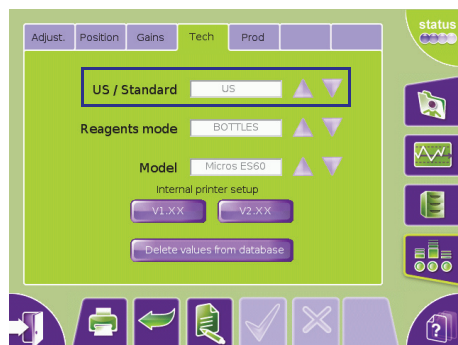 status
Adjust. Position Gains Tech Prod
US / Standard US
Reagents mode BOTTLES
Model Micros ES60
Internal printer setup
V1.XX V2.XX
Delete values from database
?